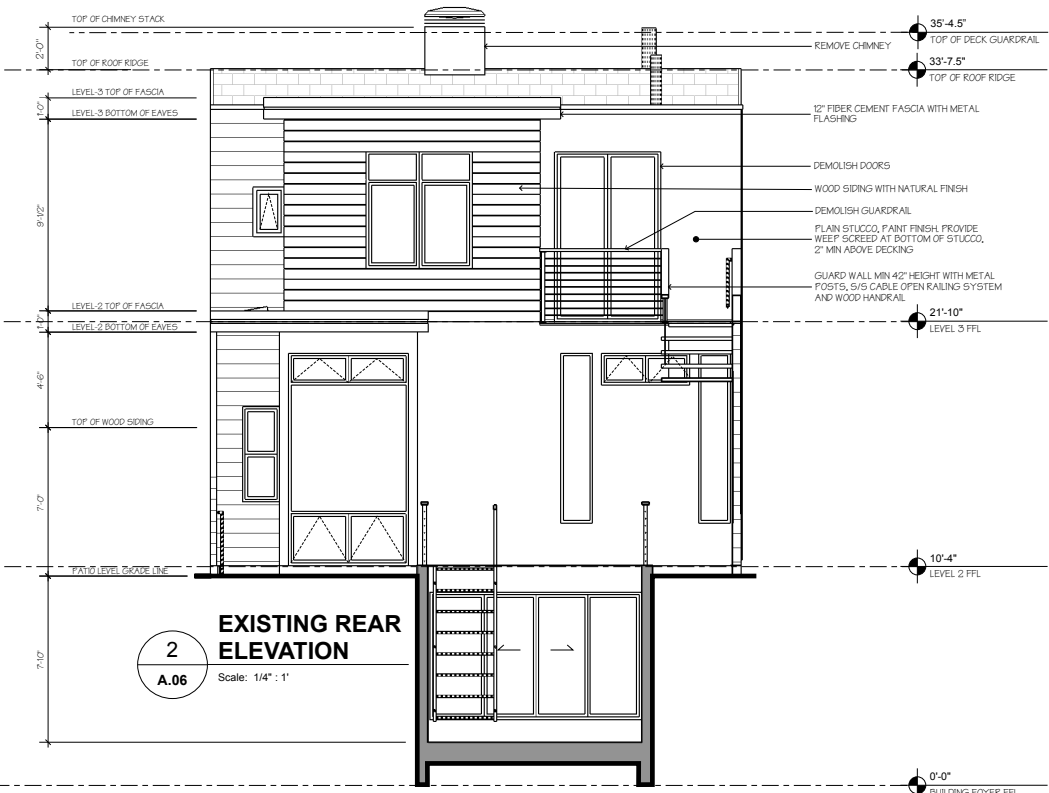 TOP OF CHIMNEY STACK
2'-0"
TOP OF ROOF RIDGE
LEVEL-3 TOP OF FASCIA
1'-0"
LEVEL-3 BOTTOM OF EAVES
9'-1/2"
LEVEL-2 TOP OF FASCIA
1'-0"
LEVEL-2 BOTTOM OF EAVES
4'-6"
TOP OF WOOD SIDING
7'-0"
PATIO LEVEL GRADE LINE
7'-10"
REMOVE CHIMNEY
12" FIBER CEMENT FASCIA WITH METAL
FLASHING
DEMOLISH DOORS
WOOD SIDING WITH NATURAL FINISH
DEMOLISH GUARDRAIL
PLAIN STUCCO, PAINT FINISH. PROVIDE
WEEP SCREED AT BOTTOM OF STUCCO,
2" MIN ABOVE DECKING
GUARD WALL MIN 42" HEIGHT WITH METAL
POSTS, S/S CABLE OPEN RAILING SYSTEM
AND WOOD HANDRAIL
35'-4.5"
TOP OF DECK GUARDRAIL
33'-7.5"
TOP OF ROOF RIDGE
21'-10"
LEVEL 3 FFL
10'-4"
LEVEL 2 FFL
0'-0"
BUILDING FOYER FFL
2
A.06
EXISTING REAR
ELEVATION
Scale: 1/4" : 1'